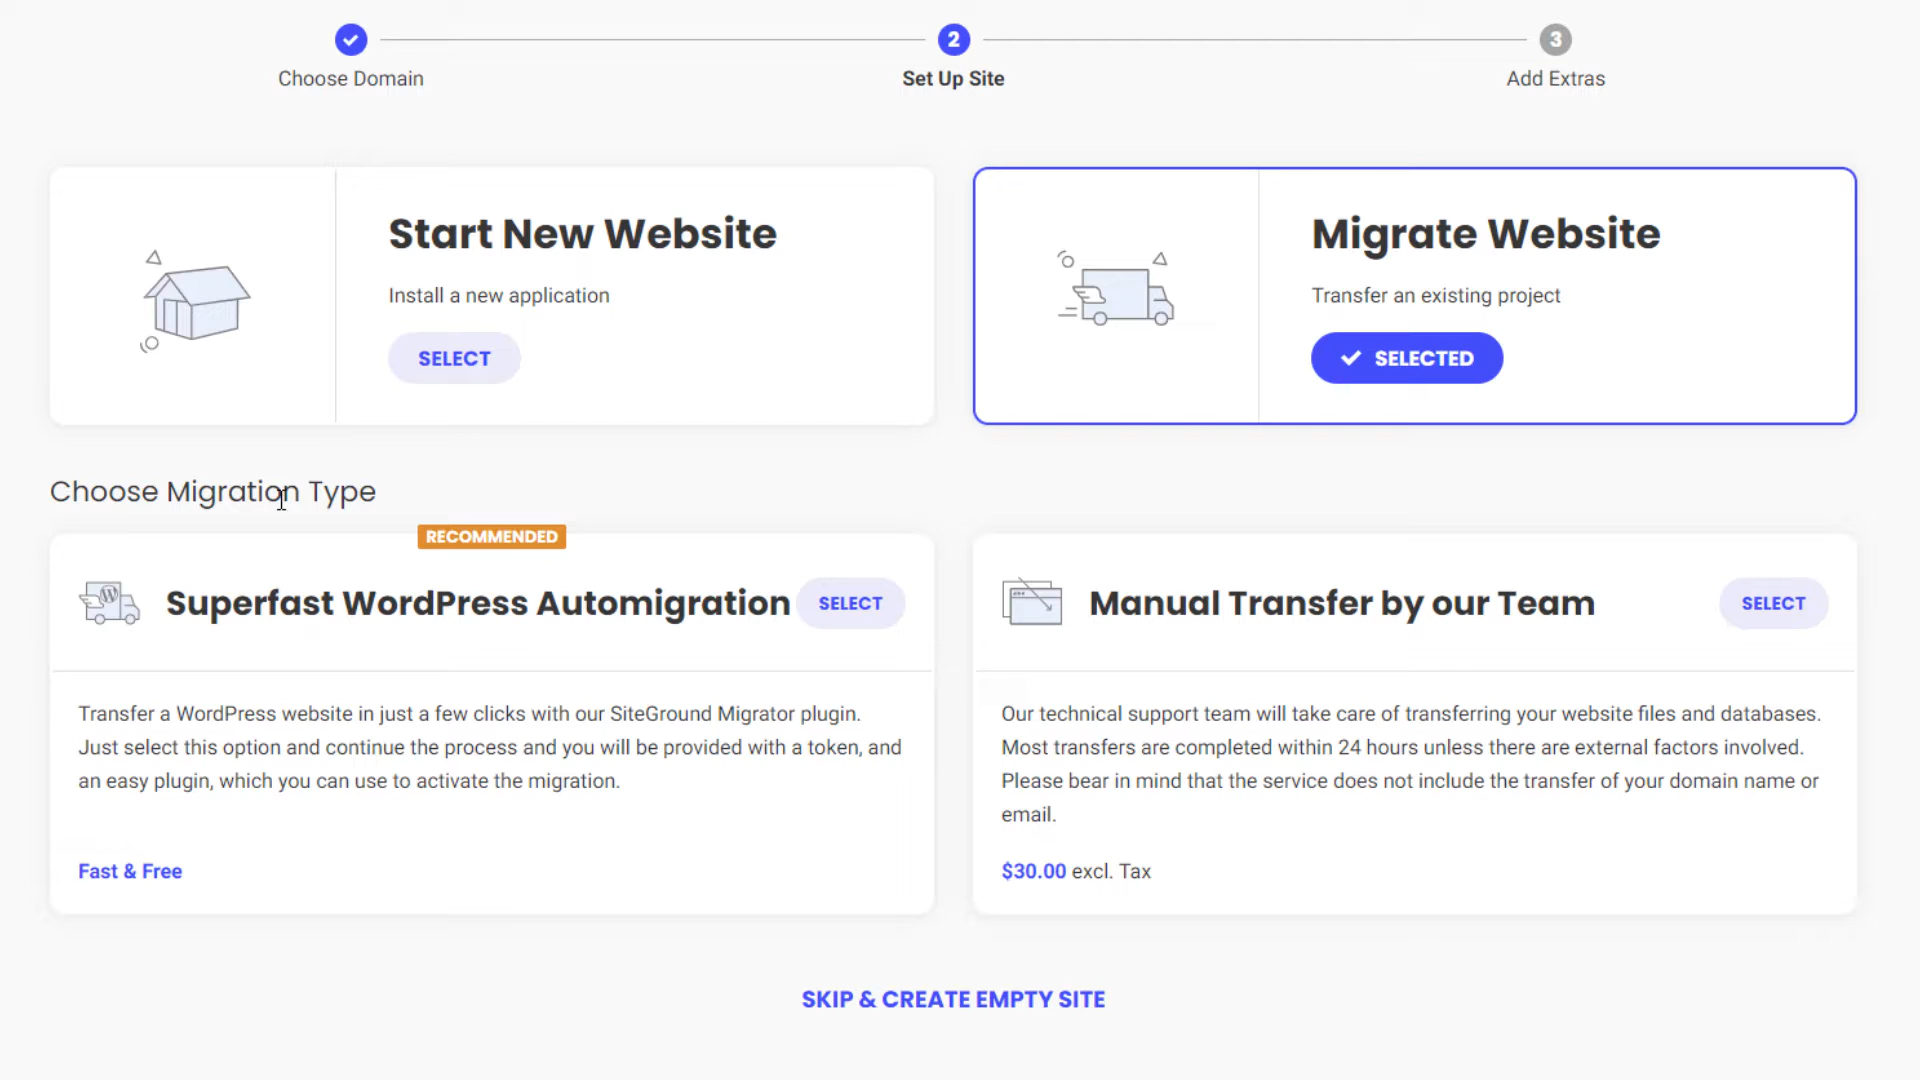 2
3
Choose Domain
Set Up Site
Add Extras
Start New Website
Install a new application
SELECT
Migrate Website
Transfer an existing project
SELECTED
Choose Migration Type
RECOMMENDED
Superfast WordPress Automigration
SELECT
Transfer a WordPress website in just a few clicks with our SiteGround Migrator plugin.
Just select this option and continue the process and you will be provided with a token, and
an easy plugin, which you can use to activate the migration.
Fast & Free
Manual Transfer by our Team
SELECT
Our technical support team will take care of transferring your website files and databases.
Most transfers are completed within 24 hours unless there are external factors involved.
Please bear in mind that the service does not include the transfer of your domain name or
email.
$30.00 excl. Tax
SKIP & CREATE EMPTY SITE